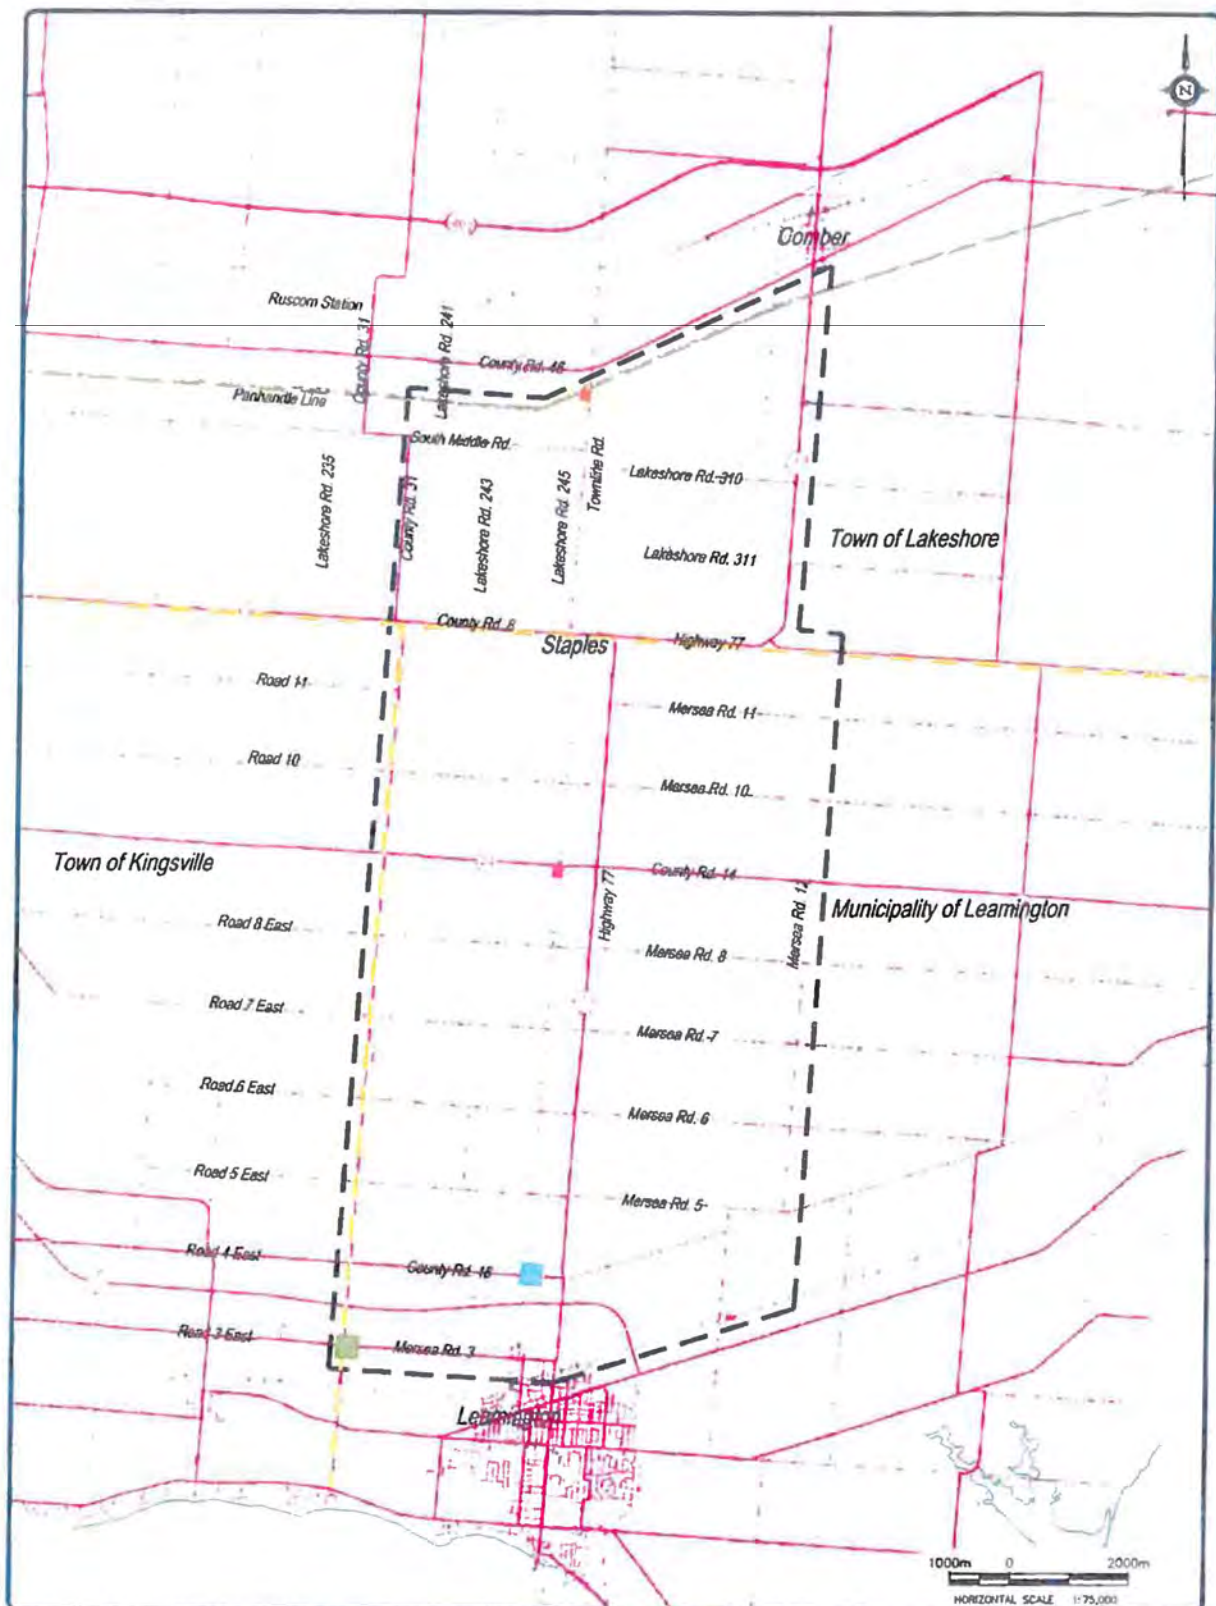 N
Comber
Ruscom Station
County Rd. 31
Lakeshore Rd. 241
County Rd. 46
Panhandle Line
South Middle Rd.
Lakeshore Rd. 235
County Rd. 31
Lakeshore Rd. 243
Lakeshore Rd. 245
Townline Rd.
Lakeshore Rd. 310
Lakeshore Rd. 311
Town of Lakeshore
County Rd. 8
Staples
Highway 77
Road 11
Mersea Rd. 11
Road 10
Mersea Rd. 10
Town of Kingsville
County Rd. 14
Highway 77
Mersea Rd. 12
Municipality of Leamington
Road 8 East
Mersea Rd. 8
Road 7 East
Mersea Rd. 7
Road 6 East
Mersea Rd. 6
Road 5 East
Mersea Rd. 5
Road 4 East
County Rd. 18
Road 3 East
Mersea Rd. 3
Leamington
1000m 0 2000m
HORIZONTAL SCALE 1:75,000